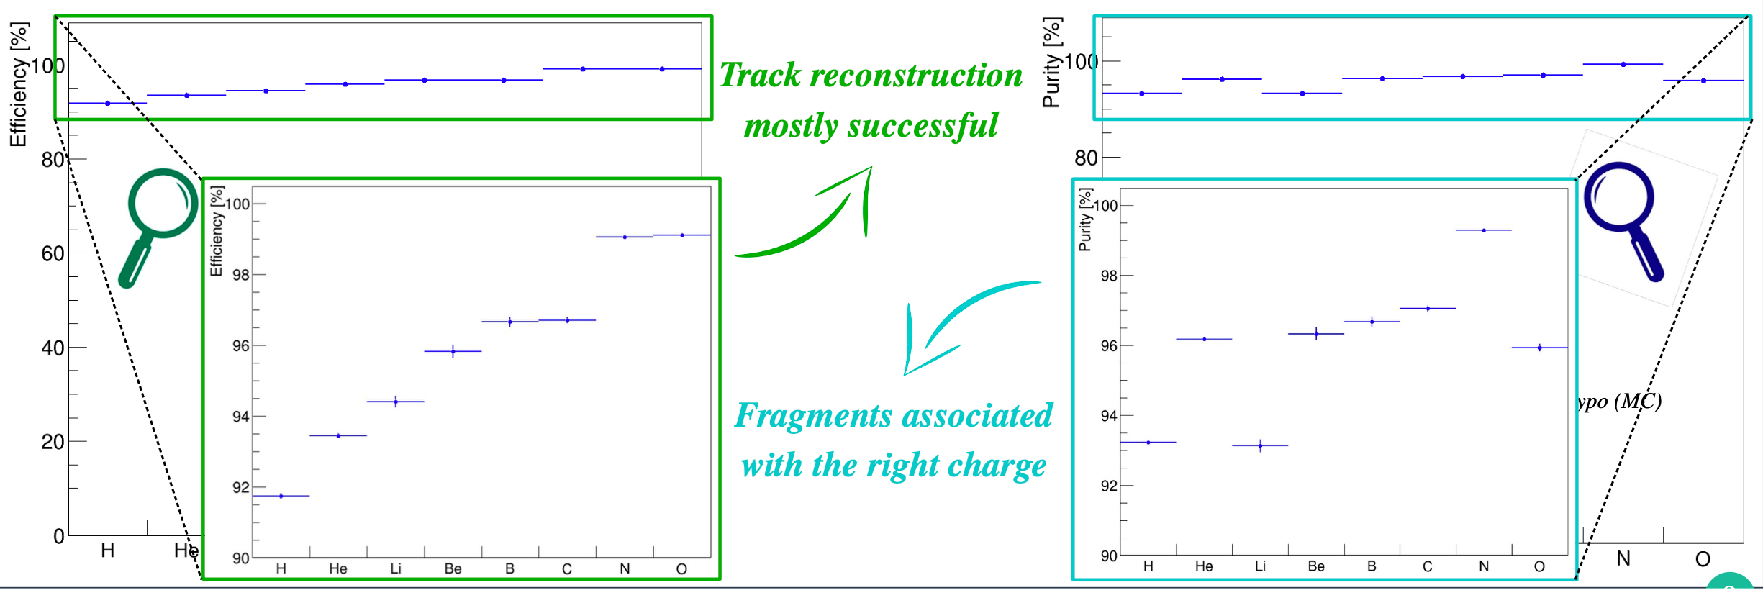 Efficiency [%]
100
80
60
40
20
0
H
He
Efficiency [%]
100
98
96
94
92
90
H He Li Be B C N O
Track reconstruction
mostly successful
Fragments associated
with the right charge
Purity [%]
100
80
Purity [%]
100
98
96
94
92
90
H He Li Be B C N O
ypo (MC)
N O